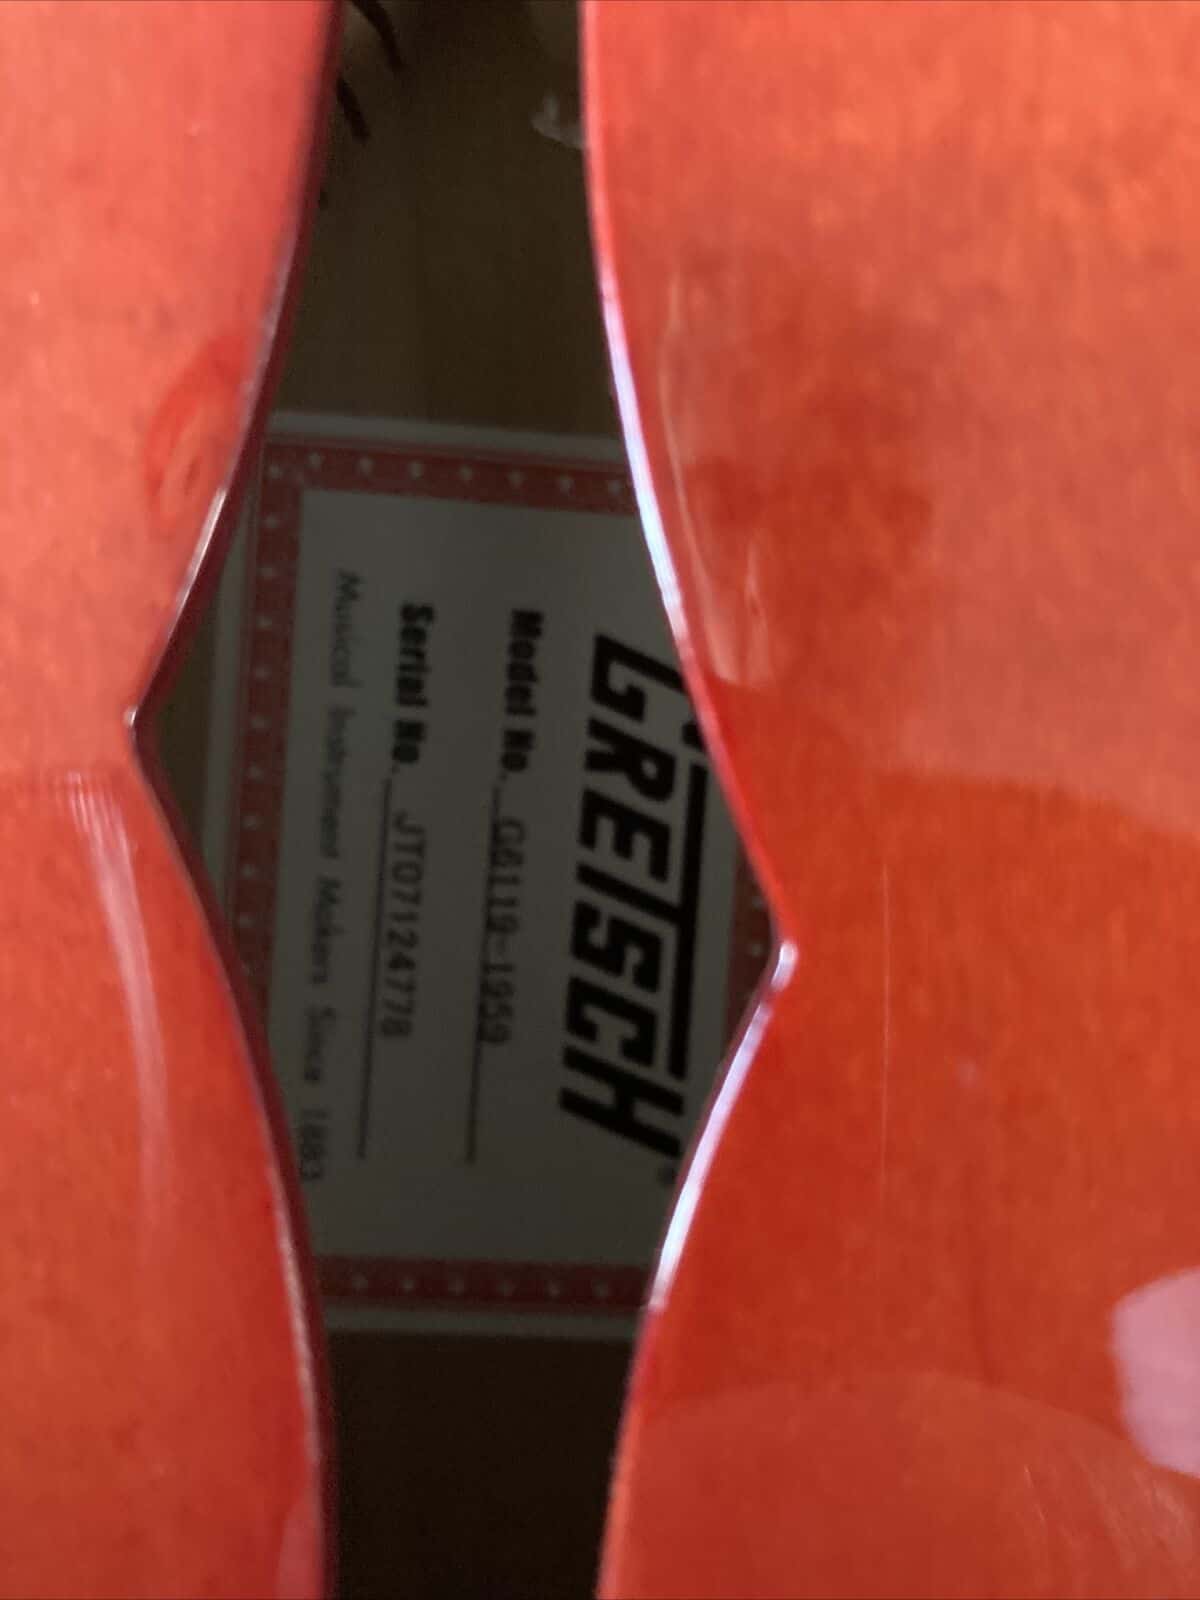 GRETSCH®
Model No. G6119-1959
Serial No. JT07124778
Musical Instrument Makers Since 1883